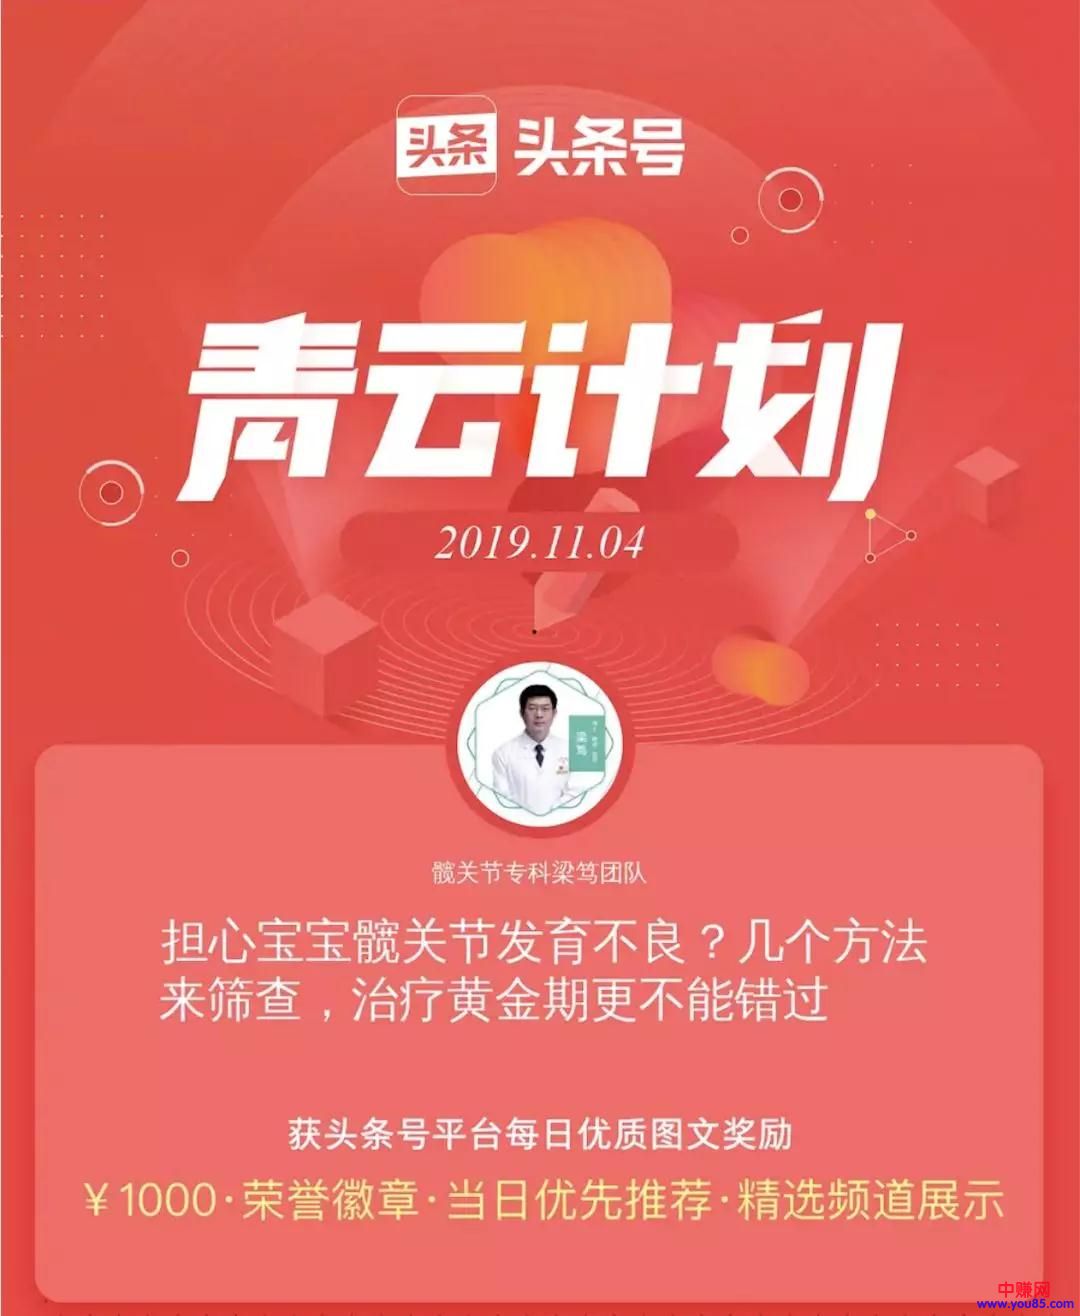 头条 头条号
青云计划
2019.11.04
梁笃
髋关节专科梁笃团队
担心宝宝髋关节发育不良？几个方法
来筛查，治疗黄金期更不能错过
获头条号平台每日优质图文奖励
￥1000·荣誉徽章·当日优先推荐·精选频道展示
中赚网
www.you85.com